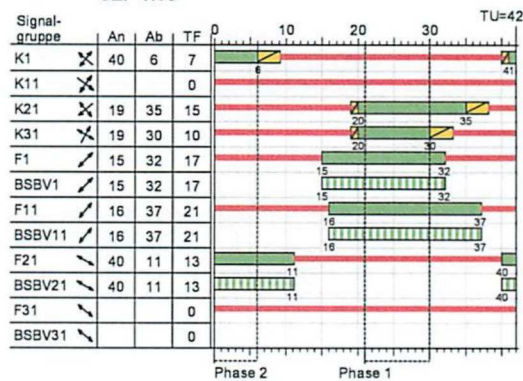 TU=42
Signal-
gruppe An Ab TF 0 10 20 30
K1 40 6 7 6 41
K11 0
K21 19 35 15 20 35
K31 19 30 10 20 30
F1 15 32 17 15 32
BSBV1 15 32 17 15 32
F11 16 37 21 16 37
BSBV11 16 37 21 16 37
F21 40 11 13 11 40
BSBV21 40 11 13 11 40
F31 0
BSBV31 0
Phase 2 Phase 1